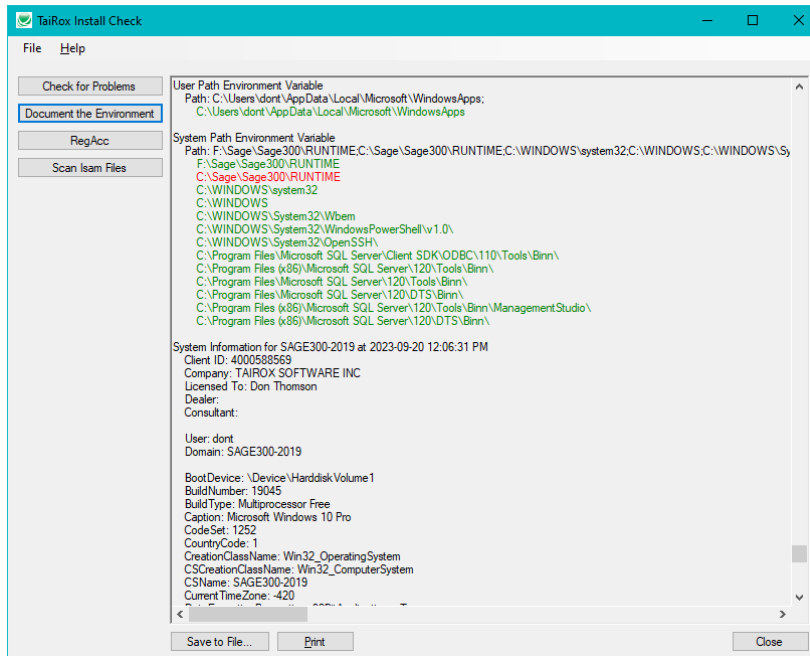 TaiRox Install Check
File Help
Check for Problems
Document the Environment
RegAcc
Scan Isam Files
User Path Environment Variable
Path: C:\Users\dont\AppData\Local\Microsoft\WindowsApps;
C:\Users\dont\AppData\Local\Microsoft\WindowsApps
System Path Environment Variable
Path: F:\Sage\Sage300\RUNTIME;C:\Sage\Sage300\RUNTIME;C:\WINDOWS\system32;C:\WINDOWS;C:\WINDOWS\Sy
F:\Sage\Sage300\RUNTIME
C:\Sage\Sage300\RUNTIME
C:\WINDOWS\system32
C:\WINDOWS
C:\WINDOWS\System32\Wbem
C:\WINDOWS\System32\WindowsPowerShell\v1.0\
C:\WINDOWS\System32\OpenSSH\
C:\Program Files\Microsoft SQL Server\Client SDK\ODBC\110\Tools\Binn\
C:\Program Files (x86)\Microsoft SQL Server\120\Tools\Binn\
C:\Program Files\Microsoft SQL Server\120\Tools\Binn\
C:\Program Files\Microsoft SQL Server\120\DTS\Binn\
C:\Program Files (x86)\Microsoft SQL Server\120\Tools\Binn\ManagementStudio\
C:\Program Files (x86)\Microsoft SQL Server\120\DTS\Binn\
System Information for SAGE300-2019 at 2023-09-20 12:06:31 PM
Client ID: 4000588569
Company: TAIROX SOFTWARE INC
Licensed To: Don Thomson
Dealer:
Consultant:
User: dont
Domain: SAGE300-2019
BootDevice: \Device\HarddiskVolume1
BuildNumber: 19045
BuildType: Multiprocessor Free
Caption: Microsoft Windows 10 Pro
CodeSet: 1252
CountryCode: 1
CreationClassName: Win32_OperatingSystem
CSCreationClassName: Win32_ComputerSystem
CSName: SAGE300-2019
CurrentTimeZone: -420
Save to File... Print Close